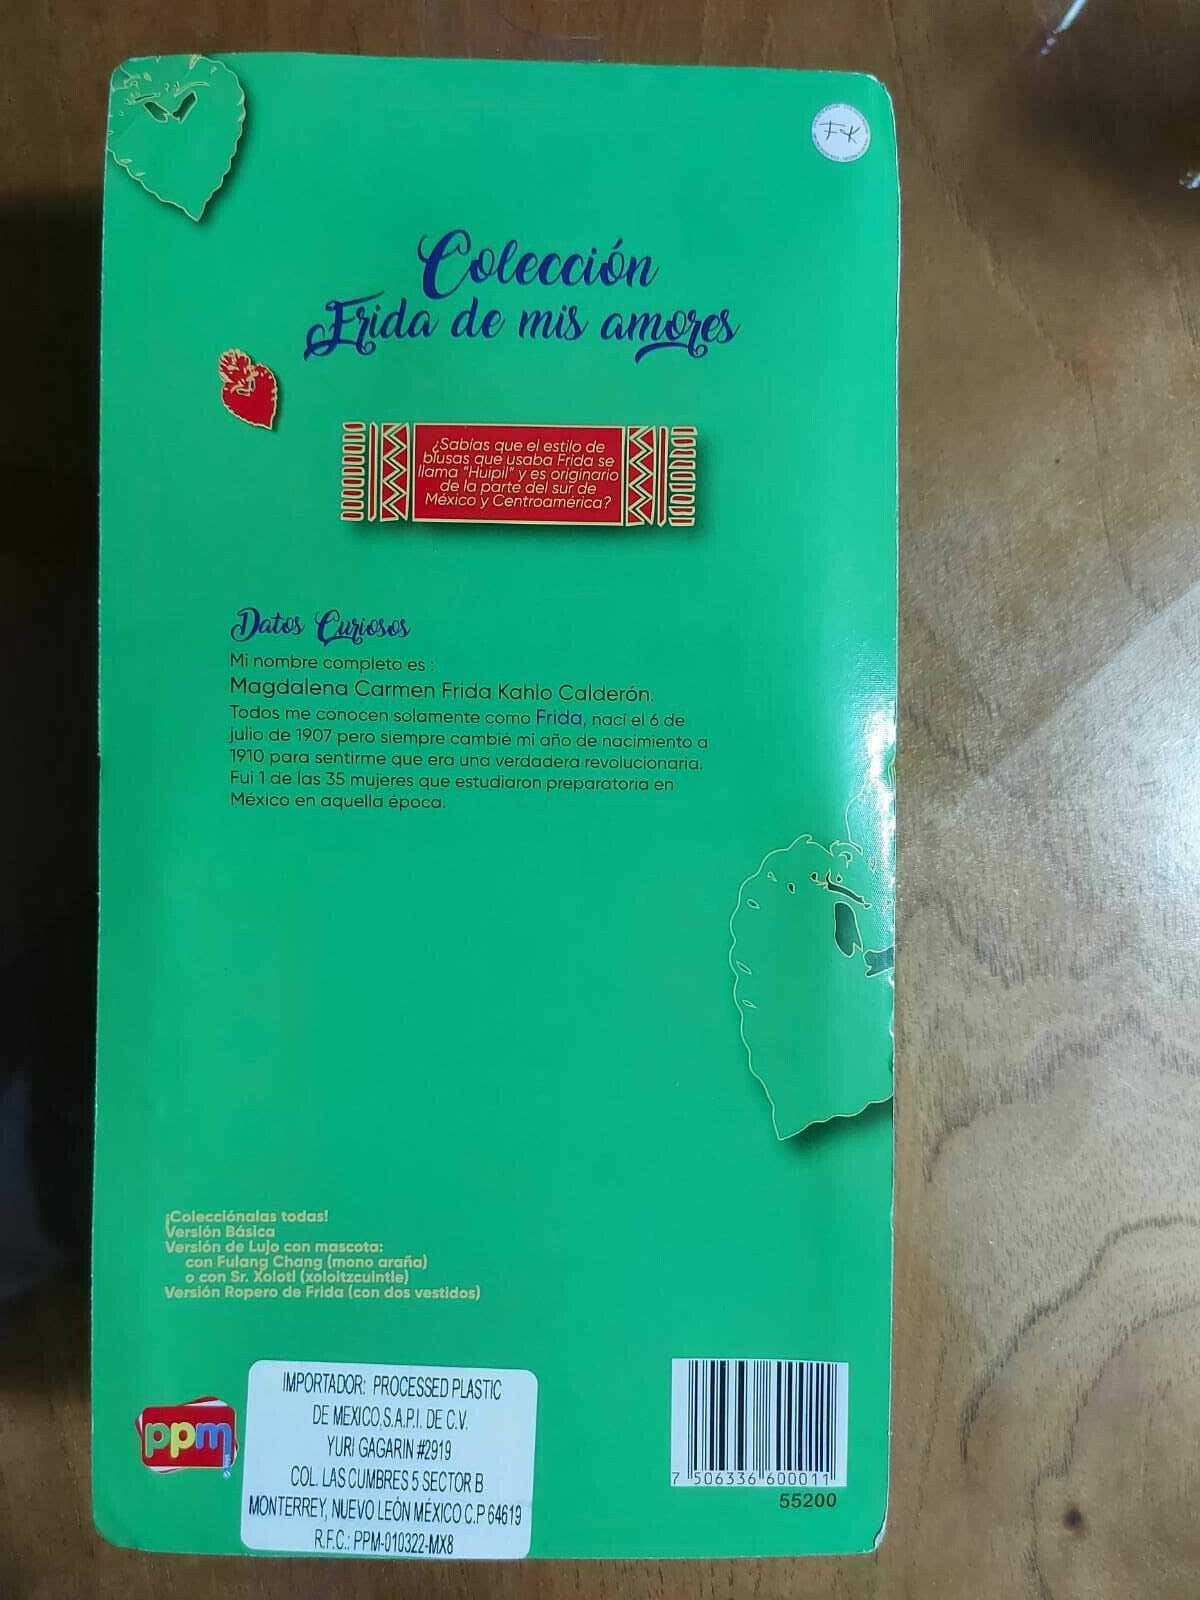 FK
Colección
Frida de mis amores
¿Sabías que el estilo de
blusas que usaba Frida se
llama "Huipil" y es originario
de la parte del sur de
México y Centroamérica?
Datos Curiosos
Mi nombre completo es :
Magdalena Carmen Frida Kahlo Calderón.
Todos me conocen solamente como Frida, nací el 6 de
julio de 1907 pero siempre cambié mi año de nacimiento a
1910 para sentirme que era una verdadera revolucionaria.
Fui 1 de las 35 mujeres que estudiaron preparatoria en
México en aquella época.
¡Colecciónalas todas!
Versión Básica
Versión de Lujo con mascota:
con Fulang Chang (mono araña)
o con Sr. Xolotl (xoloitzcuintle)
Versión Ropero de Frida (con dos vestidos)
ppm
IMPORTADOR: PROCESSED PLASTIC
DE MEXICO,S.A.P.I. DE C.V.
YURI GAGARIN #2919
COL. LAS CUMBRES 5 SECTOR B
MONTERREY, NUEVO LEÓN MÉXICO C.P 64619
R.F.C.: PPM-010322-MX8
7 506336 600011
55200